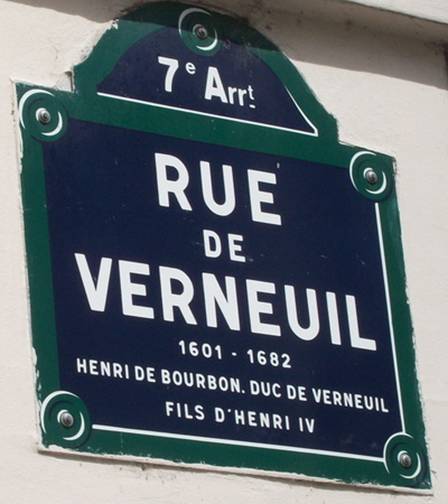 7e Arrt
RUE
DE
VERNEUIL
1601 - 1682
HENRI DE BOURBON. DUC DE VERNEUIL
FILS D'HENRI IV